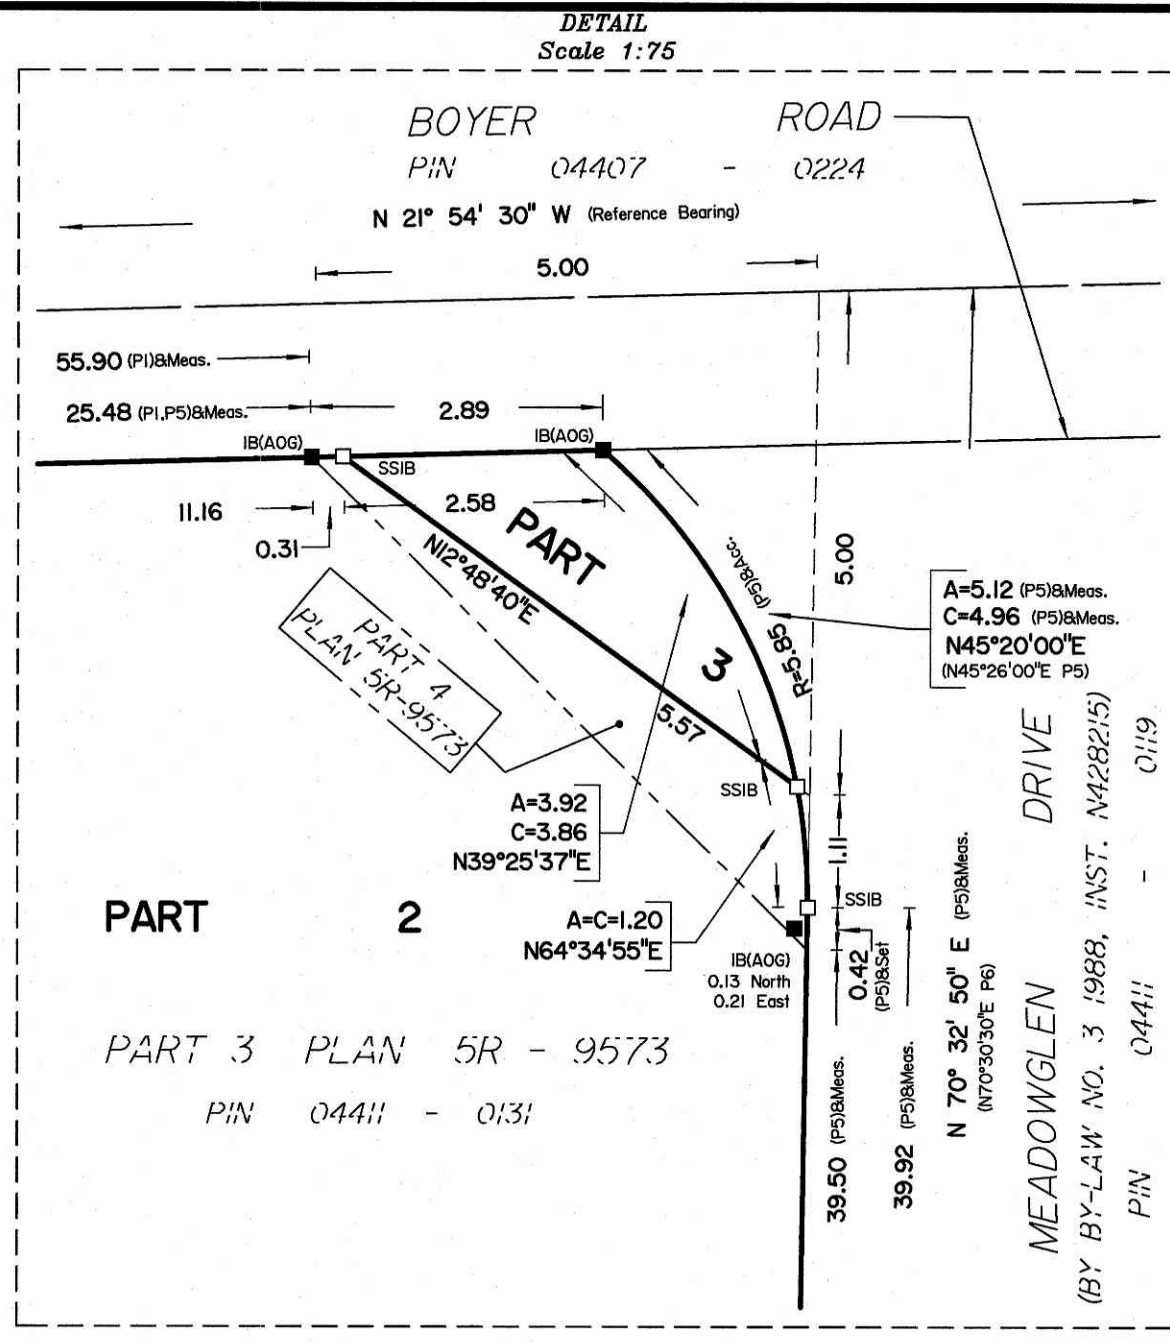 DETAIL
Scale 1:75
BOYER ROAD
PIN 04407 - 0224
N 21° 54' 30" W (Reference Bearing)
5.00
55.90 (P1)&Meas.
25.48 (P1,P5)&Meas.
2.89
IB(AOG)
IB(AOG)
SSIB
11.16
2.58
0.31
PART
3
N12°48'40"E
5.57
R=5.85 (P5)&Acc.
5.00
A=5.12 (P5)&Meas.
C=4.96 (P5)&Meas.
N45°20'00"E
(N45°26'00"E P5)
PART 4
PLAN 5R-9573
SSIB
A=3.92
C=3.86
N39°25'37"E
1.11
SSIB
PART 2
A=C=1.20
N64°34'55"E
IB(AOG)
0.13 North
0.21 East
0.42
(P5)&Set
PART 3 PLAN 5R - 9573
PIN 04411 - 0131
39.50 (P5)&Meas.
39.92 (P5)&Meas.
N 70° 32' 50" E (P5)&Meas.
(N70°30'30"E P6)
MEADOWGLEN DRIVE
(BY BY-LAW NO. 3 1988, INST. N428215)
PIN 04411 - 0119